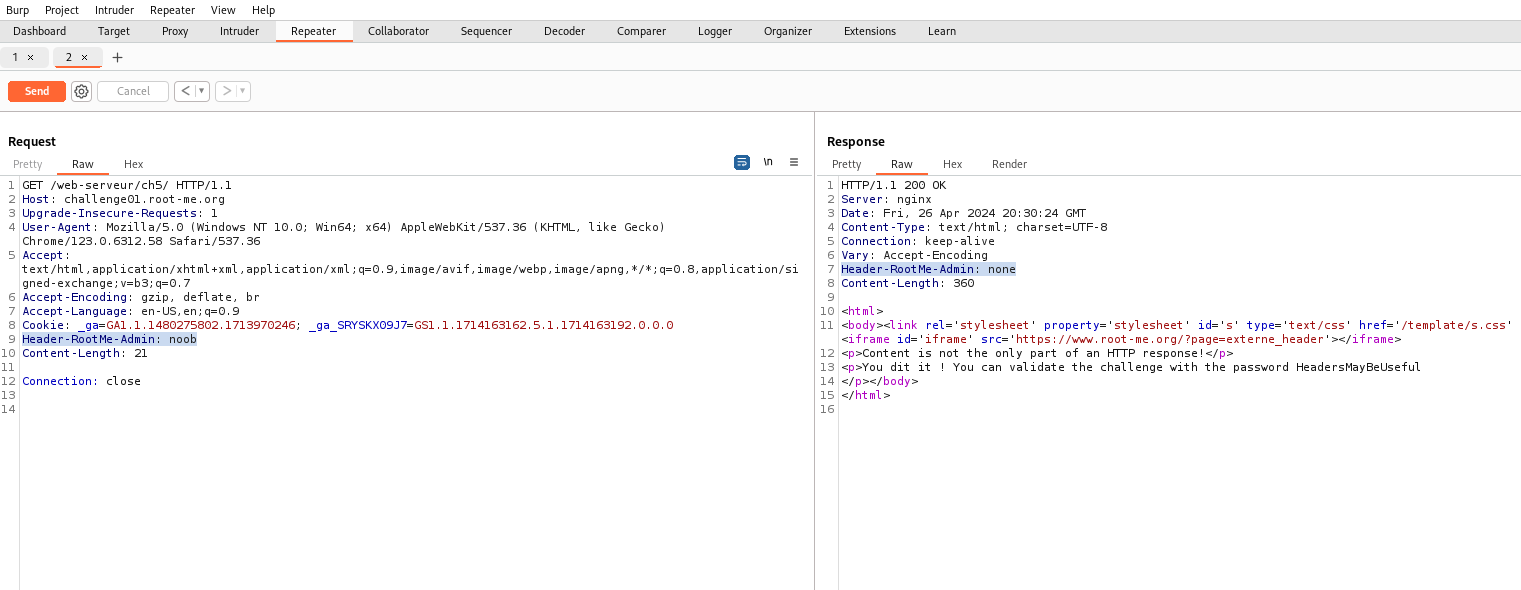 Burp Project Intruder Repeater View Help
Dashboard Target Proxy Intruder Repeater Collaborator Sequencer Decoder Comparer Logger Organizer Extensions Learn
1 × 2 × +
Send Cancel < >
Request
Pretty Raw Hex \n
1 GET /web-serveur/ch5/ HTTP/1.1
2 Host: challenge01.root-me.org
3 Upgrade-Insecure-Requests: 1
4 User-Agent: Mozilla/5.0 (Windows NT 10.0; Win64; x64) AppleWebKit/537.36 (KHTML, like Gecko)
Chrome/123.0.6312.58 Safari/537.36
5 Accept:
text/html,application/xhtml+xml,application/xml;q=0.9,image/avif,image/webp,image/apng,*/*;q=0.8,application/si
gned-exchange;v=b3;q=0.7
6 Accept-Encoding: gzip, deflate, br
7 Accept-Language: en-US,en;q=0.9
8 Cookie: _ga=GA1.1.1480275802.1713970246; _ga_SRYSKX09J7=GS1.1.1714163162.5.1.1714163192.0.0.0
9 Header-RootMe-Admin: noob
10 Content-Length: 21
11
12 Connection: close
13
14
Response
Pretty Raw Hex Render
1 HTTP/1.1 200 OK
2 Server: nginx
3 Date: Fri, 26 Apr 2024 20:30:24 GMT
4 Content-Type: text/html; charset=UTF-8
5 Connection: keep-alive
6 Vary: Accept-Encoding
7 Header-RootMe-Admin: none
8 Content-Length: 360
9
10 <html>
11 <body><link rel='stylesheet' property='stylesheet' id='s' type='text/css' href='/template/s.css'
<iframe id='iframe' src='https://www.root-me.org/?page=externe_header'></iframe>
12 <p>Content is not the only part of an HTTP response!</p>
13 <p>You dit it ! You can validate the challenge with the password HeadersMayBeUseful
14 </p></body>
15 </html>
16